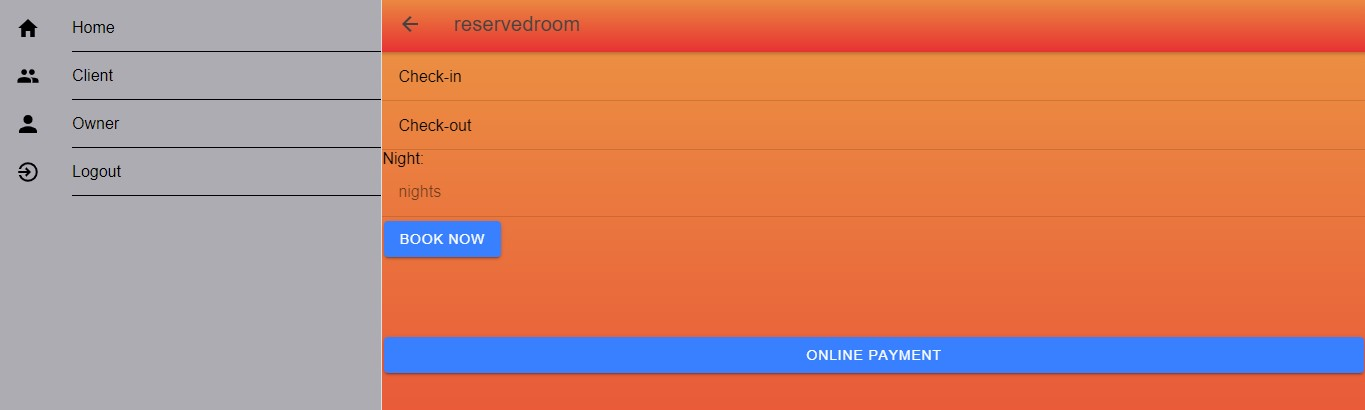 Home
Client
Owner
Logout
reservedroom
Check-in
Check-out
Night:
nights
BOOK NOW
ONLINE PAYMENT